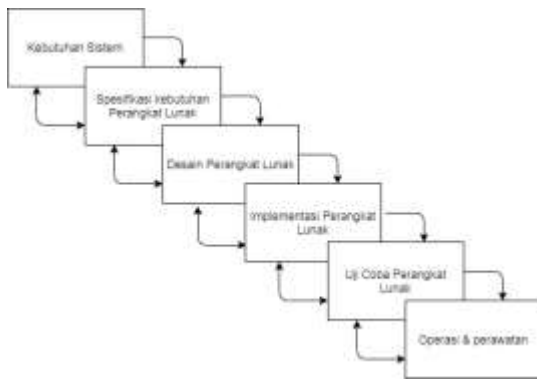 Kebutuhan Sistem
Spesifikasi kebutuhan
Perangkat Lunak
Desain Perangkat Lunak
Implementasi Perangkat
Lunak
Uji Coba Perangkat
Lunak
Operasi & perawatan